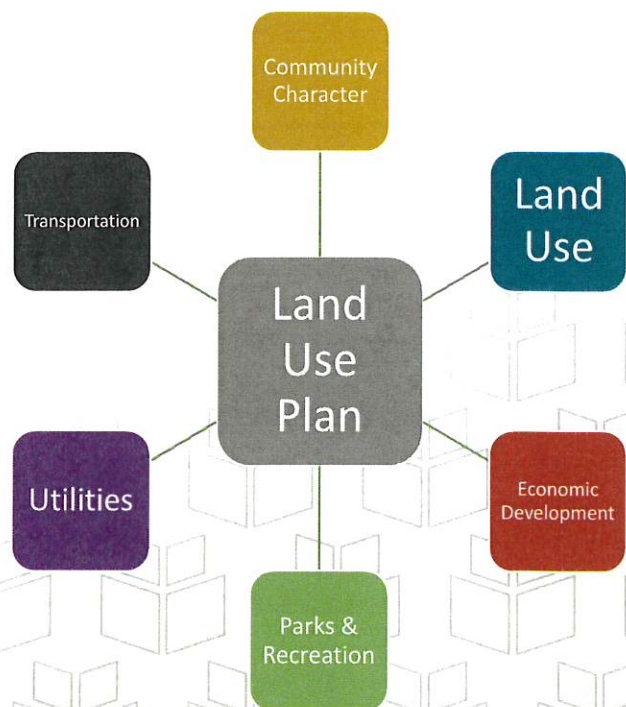 Community
Character
Transportation
Land
Use
Land
Use
Plan
Utilities
Economic
Development
Parks &
Recreation